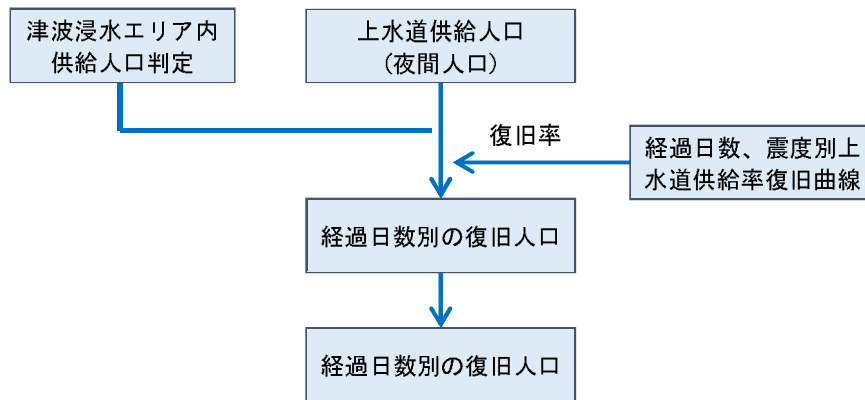 津波浸水エリア内
供給人口判定
上水道供給人口
(夜間人口)
復旧率
経過日数、震度別上
水道供給率復旧曲線
経過日数別の復旧人口
経過日数別の復旧人口